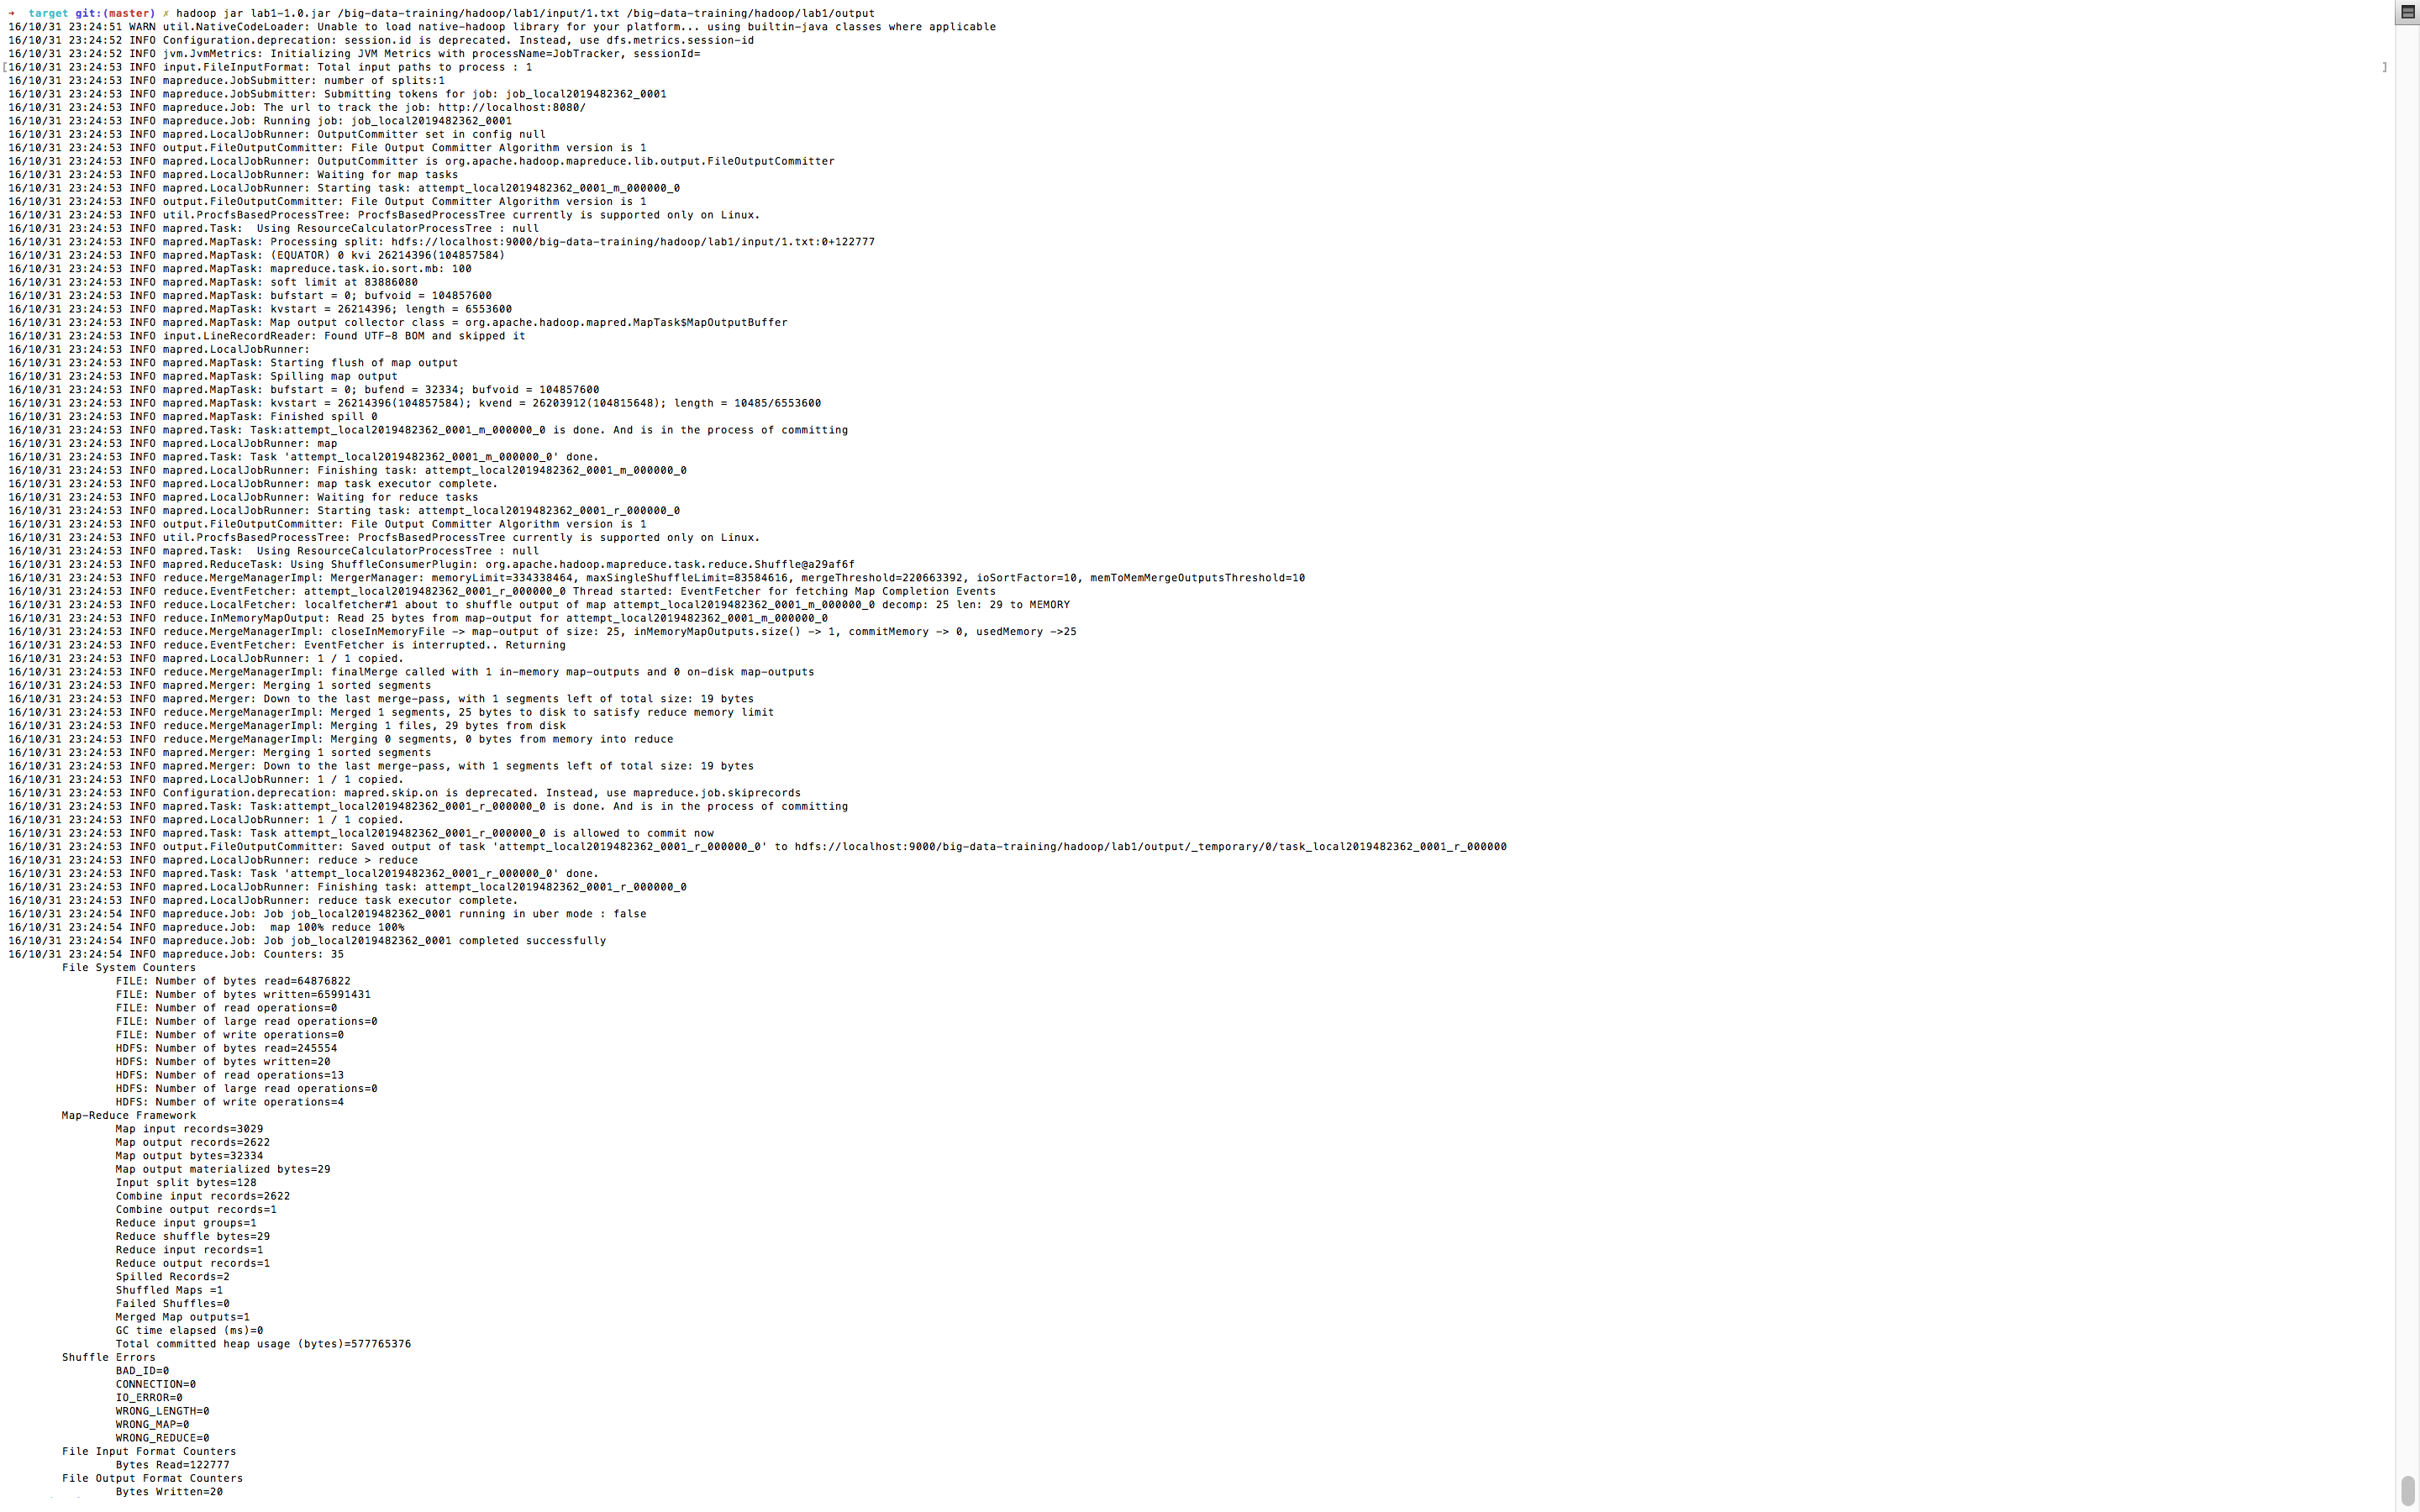 →  target git:(master) ✗ hadoop jar lab1-1.0.jar /big-data-training/hadoop/lab1/input/1.txt /big-data-training/hadoop/lab1/output
16/10/31 23:24:51 WARN util.NativeCodeLoader: Unable to load native-hadoop library for your platform... using builtin-java classes where applicable
16/10/31 23:24:52 INFO Configuration.deprecation: session.id is deprecated. Instead, use dfs.metrics.session-id
16/10/31 23:24:52 INFO jvm.JvmMetrics: Initializing JVM Metrics with processName=JobTracker, sessionId=
[16/10/31 23:24:53 INFO input.FileInputFormat: Total input paths to process : 1 ]
16/10/31 23:24:53 INFO mapreduce.JobSubmitter: number of splits:1
16/10/31 23:24:53 INFO mapreduce.JobSubmitter: Submitting tokens for job: job_local2019482362_0001
16/10/31 23:24:53 INFO mapreduce.Job: The url to track the job: http://localhost:8080/
16/10/31 23:24:53 INFO mapreduce.Job: Running job: job_local2019482362_0001
16/10/31 23:24:53 INFO mapred.LocalJobRunner: OutputCommitter set in config null
16/10/31 23:24:53 INFO output.FileOutputCommitter: File Output Committer Algorithm version is 1
16/10/31 23:24:53 INFO mapred.LocalJobRunner: OutputCommitter is org.apache.hadoop.mapreduce.lib.output.FileOutputCommitter
16/10/31 23:24:53 INFO mapred.LocalJobRunner: Waiting for map tasks
16/10/31 23:24:53 INFO mapred.LocalJobRunner: Starting task: attempt_local2019482362_0001_m_000000_0
16/10/31 23:24:53 INFO output.FileOutputCommitter: File Output Committer Algorithm version is 1
16/10/31 23:24:53 INFO util.ProcfsBasedProcessTree: ProcfsBasedProcessTree currently is supported only on Linux.
16/10/31 23:24:53 INFO mapred.Task:  Using ResourceCalculatorProcessTree : null
16/10/31 23:24:53 INFO mapred.MapTask: Processing split: hdfs://localhost:9000/big-data-training/hadoop/lab1/input/1.txt:0+122777
16/10/31 23:24:53 INFO mapred.MapTask: (EQUATOR) 0 kvi 26214396(104857584)
16/10/31 23:24:53 INFO mapred.MapTask: mapreduce.task.io.sort.mb: 100
16/10/31 23:24:53 INFO mapred.MapTask: soft limit at 83886080
16/10/31 23:24:53 INFO mapred.MapTask: bufstart = 0; bufvoid = 104857600
16/10/31 23:24:53 INFO mapred.MapTask: kvstart = 26214396; length = 6553600
16/10/31 23:24:53 INFO mapred.MapTask: Map output collector class = org.apache.hadoop.mapred.MapTask$MapOutputBuffer
16/10/31 23:24:53 INFO input.LineRecordReader: Found UTF-8 BOM and skipped it
16/10/31 23:24:53 INFO mapred.LocalJobRunner:
16/10/31 23:24:53 INFO mapred.MapTask: Starting flush of map output
16/10/31 23:24:53 INFO mapred.MapTask: Spilling map output
16/10/31 23:24:53 INFO mapred.MapTask: bufstart = 0; bufend = 32334; bufvoid = 104857600
16/10/31 23:24:53 INFO mapred.MapTask: kvstart = 26214396(104857584); kvend = 26203912(104815648); length = 10485/6553600
16/10/31 23:24:53 INFO mapred.MapTask: Finished spill 0
16/10/31 23:24:53 INFO mapred.Task: Task:attempt_local2019482362_0001_m_000000_0 is done. And is in the process of committing
16/10/31 23:24:53 INFO mapred.LocalJobRunner: map
16/10/31 23:24:53 INFO mapred.Task: Task 'attempt_local2019482362_0001_m_000000_0' done.
16/10/31 23:24:53 INFO mapred.LocalJobRunner: Finishing task: attempt_local2019482362_0001_m_000000_0
16/10/31 23:24:53 INFO mapred.LocalJobRunner: map task executor complete.
16/10/31 23:24:53 INFO mapred.LocalJobRunner: Waiting for reduce tasks
16/10/31 23:24:53 INFO mapred.LocalJobRunner: Starting task: attempt_local2019482362_0001_r_000000_0
16/10/31 23:24:53 INFO output.FileOutputCommitter: File Output Committer Algorithm version is 1
16/10/31 23:24:53 INFO util.ProcfsBasedProcessTree: ProcfsBasedProcessTree currently is supported only on Linux.
16/10/31 23:24:53 INFO mapred.Task:  Using ResourceCalculatorProcessTree : null
16/10/31 23:24:53 INFO mapred.ReduceTask: Using ShuffleConsumerPlugin: org.apache.hadoop.mapreduce.task.reduce.Shuffle@a29af6f
16/10/31 23:24:53 INFO reduce.MergeManagerImpl: MergerManager: memoryLimit=334338464, maxSingleShuffleLimit=83584616, mergeThreshold=220663392, ioSortFactor=10, memToMemMergeOutputsThreshold=10
16/10/31 23:24:53 INFO reduce.EventFetcher: attempt_local2019482362_0001_r_000000_0 Thread started: EventFetcher for fetching Map Completion Events
16/10/31 23:24:53 INFO reduce.LocalFetcher: localfetcher#1 about to shuffle output of map attempt_local2019482362_0001_m_000000_0 decomp: 25 len: 29 to MEMORY
16/10/31 23:24:53 INFO reduce.InMemoryMapOutput: Read 25 bytes from map-output for attempt_local2019482362_0001_m_000000_0
16/10/31 23:24:53 INFO reduce.MergeManagerImpl: closeInMemoryFile -> map-output of size: 25, inMemoryMapOutputs.size() -> 1, commitMemory -> 0, usedMemory ->25
16/10/31 23:24:53 INFO reduce.EventFetcher: EventFetcher is interrupted.. Returning
16/10/31 23:24:53 INFO mapred.LocalJobRunner: 1 / 1 copied.
16/10/31 23:24:53 INFO reduce.MergeManagerImpl: finalMerge called with 1 in-memory map-outputs and 0 on-disk map-outputs
16/10/31 23:24:53 INFO mapred.Merger: Merging 1 sorted segments
16/10/31 23:24:53 INFO mapred.Merger: Down to the last merge-pass, with 1 segments left of total size: 19 bytes
16/10/31 23:24:53 INFO reduce.MergeManagerImpl: Merged 1 segments, 25 bytes to disk to satisfy reduce memory limit
16/10/31 23:24:53 INFO reduce.MergeManagerImpl: Merging 1 files, 29 bytes from disk
16/10/31 23:24:53 INFO reduce.MergeManagerImpl: Merging 0 segments, 0 bytes from memory into reduce
16/10/31 23:24:53 INFO mapred.Merger: Merging 1 sorted segments
16/10/31 23:24:53 INFO mapred.Merger: Down to the last merge-pass, with 1 segments left of total size: 19 bytes
16/10/31 23:24:53 INFO mapred.LocalJobRunner: 1 / 1 copied.
16/10/31 23:24:53 INFO Configuration.deprecation: mapred.skip.on is deprecated. Instead, use mapreduce.job.skiprecords
16/10/31 23:24:53 INFO mapred.Task: Task:attempt_local2019482362_0001_r_000000_0 is done. And is in the process of committing
16/10/31 23:24:53 INFO mapred.LocalJobRunner: 1 / 1 copied.
16/10/31 23:24:53 INFO mapred.Task: Task attempt_local2019482362_0001_r_000000_0 is allowed to commit now
16/10/31 23:24:53 INFO output.FileOutputCommitter: Saved output of task 'attempt_local2019482362_0001_r_000000_0' to hdfs://localhost:9000/big-data-training/hadoop/lab1/output/_temporary/0/task_local2019482362_0001_r_000000
16/10/31 23:24:53 INFO mapred.LocalJobRunner: reduce > reduce
16/10/31 23:24:53 INFO mapred.Task: Task 'attempt_local2019482362_0001_r_000000_0' done.
16/10/31 23:24:53 INFO mapred.LocalJobRunner: Finishing task: attempt_local2019482362_0001_r_000000_0
16/10/31 23:24:53 INFO mapred.LocalJobRunner: reduce task executor complete.
16/10/31 23:24:54 INFO mapreduce.Job: Job job_local2019482362_0001 running in uber mode : false
16/10/31 23:24:54 INFO mapreduce.Job:  map 100% reduce 100%
16/10/31 23:24:54 INFO mapreduce.Job: Job job_local2019482362_0001 completed successfully
16/10/31 23:24:54 INFO mapreduce.Job: Counters: 35
File System Counters
FILE: Number of bytes read=64876822
FILE: Number of bytes written=65991431
FILE: Number of read operations=0
FILE: Number of large read operations=0
FILE: Number of write operations=0
HDFS: Number of bytes read=245554
HDFS: Number of bytes written=20
HDFS: Number of read operations=13
HDFS: Number of large read operations=0
HDFS: Number of write operations=4
Map-Reduce Framework
Map input records=3029
Map output records=2622
Map output bytes=32334
Map output materialized bytes=29
Input split bytes=128
Combine input records=2622
Combine output records=1
Reduce input groups=1
Reduce shuffle bytes=29
Reduce input records=1
Reduce output records=1
Spilled Records=2
Shuffled Maps =1
Failed Shuffles=0
Merged Map outputs=1
GC time elapsed (ms)=0
Total committed heap usage (bytes)=577765376
Shuffle Errors
BAD_ID=0
CONNECTION=0
IO_ERROR=0
WRONG_LENGTH=0
WRONG_MAP=0
WRONG_REDUCE=0
File Input Format Counters
Bytes Read=122777
File Output Format Counters
Bytes Written=20